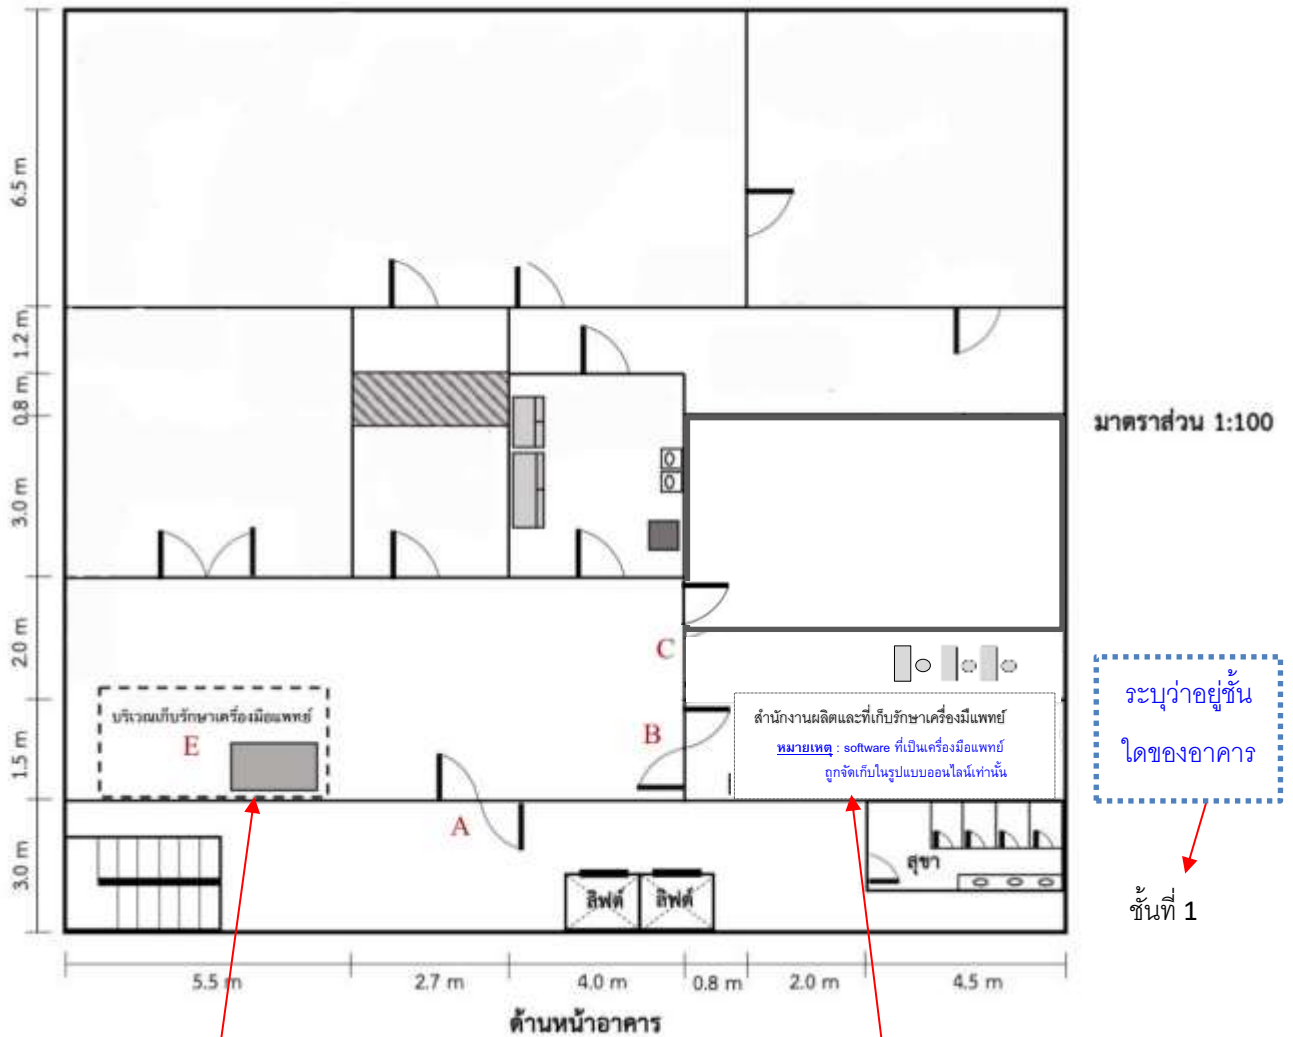 6.5 m
1.2 m
0.8 m
3.0 m
2.0 m
1.5 m
3.0 m
มาตราส่วน 1:100
C
บริเวณเก็บรักษาเครื่องมือแพทย์
E
B
สำนักงานผลิตและที่เก็บรักษาเครื่องมืแพทย์
หมายเหตุ : software ที่เป็นเครื่องมือแพทย์
ถูกจัดเก็บในรูปแบบออนไลน์เท่านั้น
ระบุว่าอยู่ชั้น
ใดของอาคาร
A
สุขา
ลิฟต์ ลิฟต์
ชั้นที่ 1
5.5 m 2.7 m 4.0 m 0.8 m 2.0 m 4.5 m
ด้านหน้าอาคาร